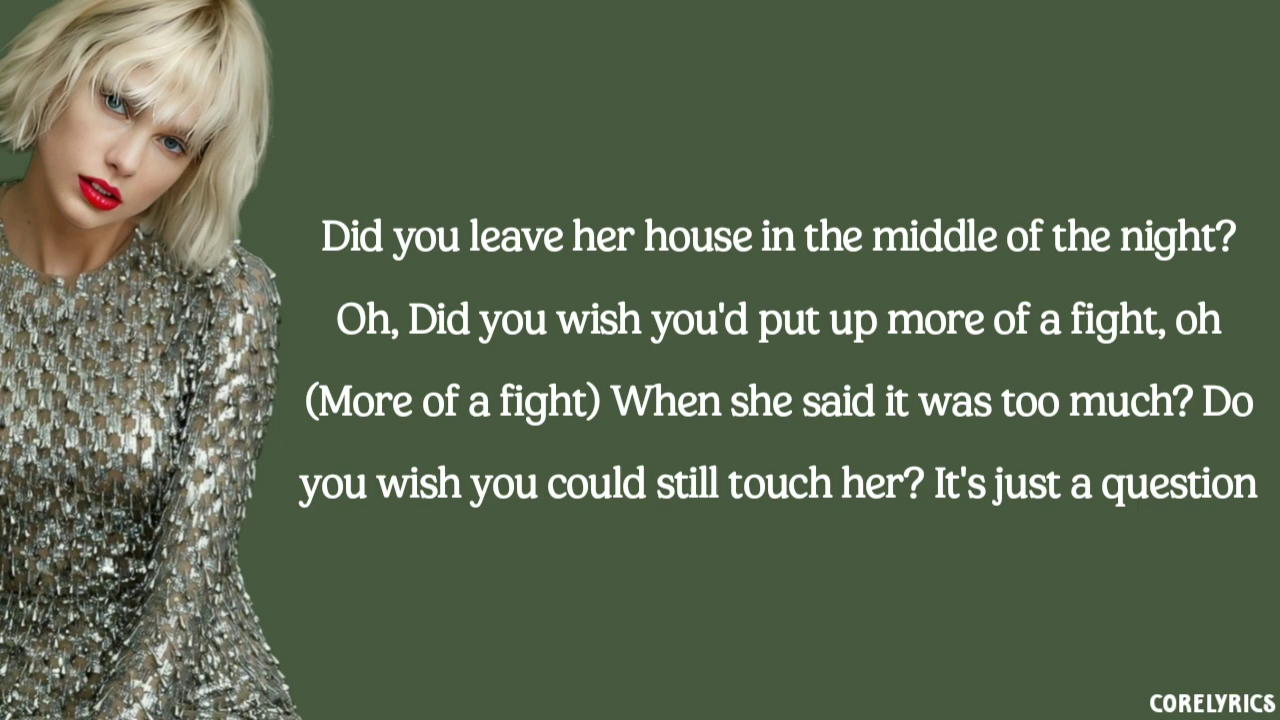 Did you leave her house in the middle of the night?
Oh, Did you wish you'd put up more of a fight, oh
(More of a fight) When she said it was too much? Do
you wish you could still touch her? It's just a question
CORELYRICS